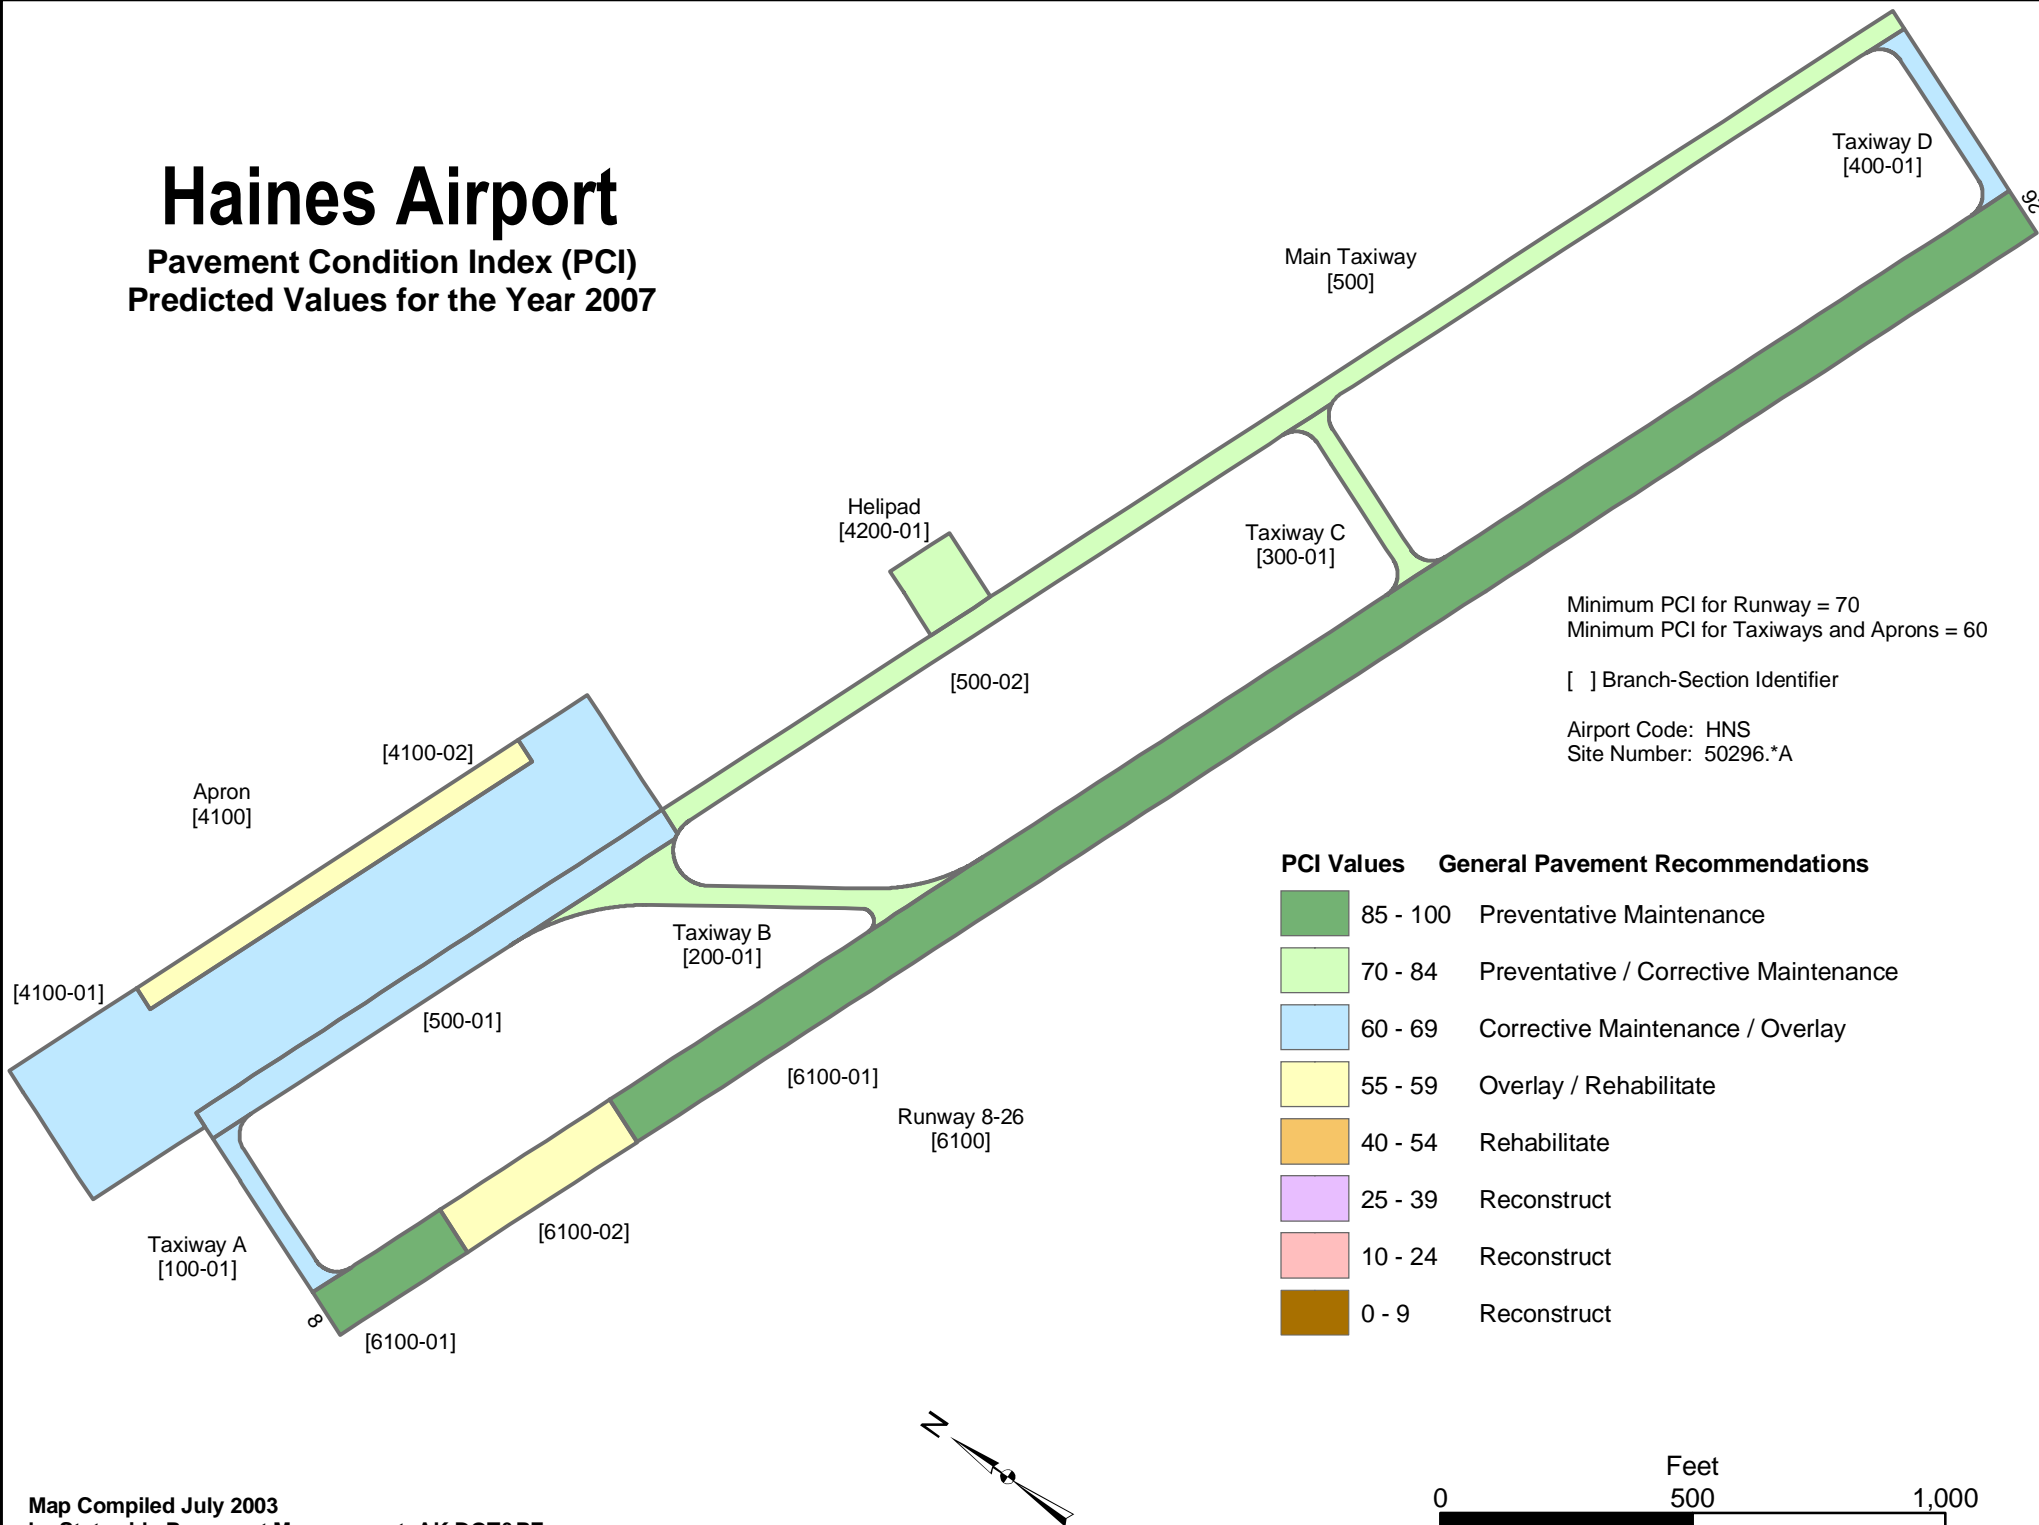 Haines Airport
Pavement Condition Index (PCI)
Predicted Values for the Year 2007
Taxiway D
[400-01]
26
Main Taxiway
[500]
Helipad
[4200-01]
Taxiway C
[300-01]
Minimum PCI for Runway = 70
Minimum PCI for Taxiways and Aprons = 60
[ ] Branch-Section Identifier
Airport Code: HNS
Site Number: 50296.*A
[500-02]
[4100-02]
Apron
[4100]
Taxiway B
[200-01]
[4100-01]
[500-01]
[6100-01]
Runway 8-26
[6100]
[6100-02]
Taxiway A
[100-01]
8
[6100-01]
PCI Values General Pavement Recommendations
85 - 100 Preventative Maintenance
70 - 84 Preventative / Corrective Maintenance
60 - 69 Corrective Maintenance / Overlay
55 - 59 Overlay / Rehabilitate
40 - 54 Rehabilitate
25 - 39 Reconstruct
10 - 24 Reconstruct
0 - 9 Reconstruct
N
Feet
0 500 1,000
Map Compiled July 2003